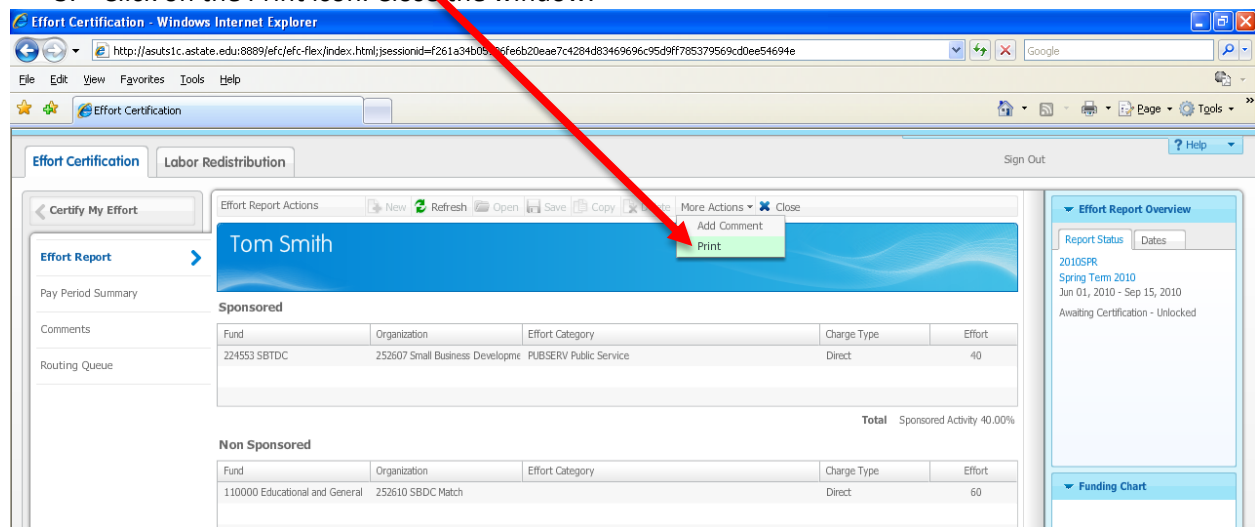 Effort Certification - Windows Internet Explorer
Google
File Edit View Favorites Tools Help
Effort Certification
Page Tools »
Effort Certification Labor Redistribution
Sign Out ? Help
Certify My Effort
Effort Report Actions New Refresh Open Save Copy More Actions Close
Add Comment
Print
Tom Smith
Effort Report
Pay Period Summary
Comments
Routing Queue
Sponsored
Fund Organization Effort Category Charge Type Effort
224553 SBTDC 252607 Small Business Developme PUBSERV Public Service Direct 40
Total Sponsored Activity 40.00%
Non Sponsored
Fund Organization Effort Category Charge Type Effort
110000 Educational and General 252610 SBDC Match Direct 60
Effort Report Overview
Report Status Dates
2010SPR
Spring Term 2010
Jun 01, 2010 - Sep 15, 2010
Awaiting Certification - Unlocked
Funding Chart